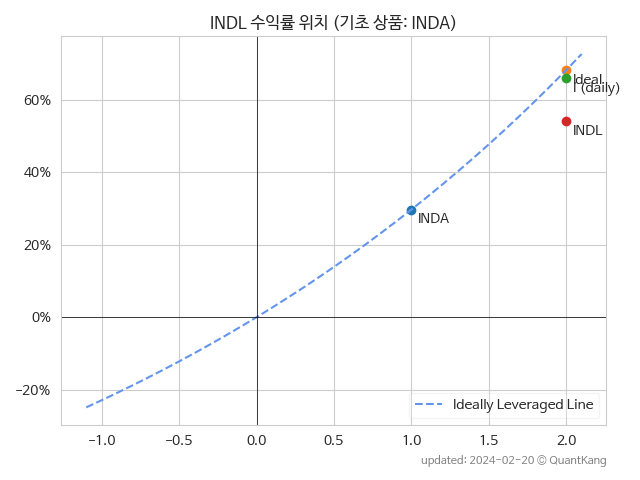 INDL 수익률 위치 (기초 상품: INDA)
60%
40%
20%
0%
−20%
Ideal
I (daily)
INDL
INDA
Ideally Leveraged Line
−1.0 −0.5 0.0 0.5 1.0 1.5 2.0
updated: 2024-02-20 © QuantKang